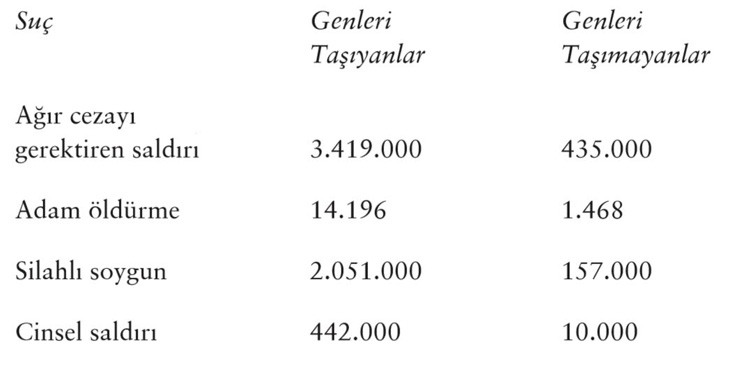 Suç Genleri Genleri
Taşıyanlar Taşımayanlar
Ağır cezayı
gerektiren saldırı 3.419.000 435.000
Adam öldürme 14.196 1.468
Silahlı soygun 2.051.000 157.000
Cinsel saldırı 442.000 10.000